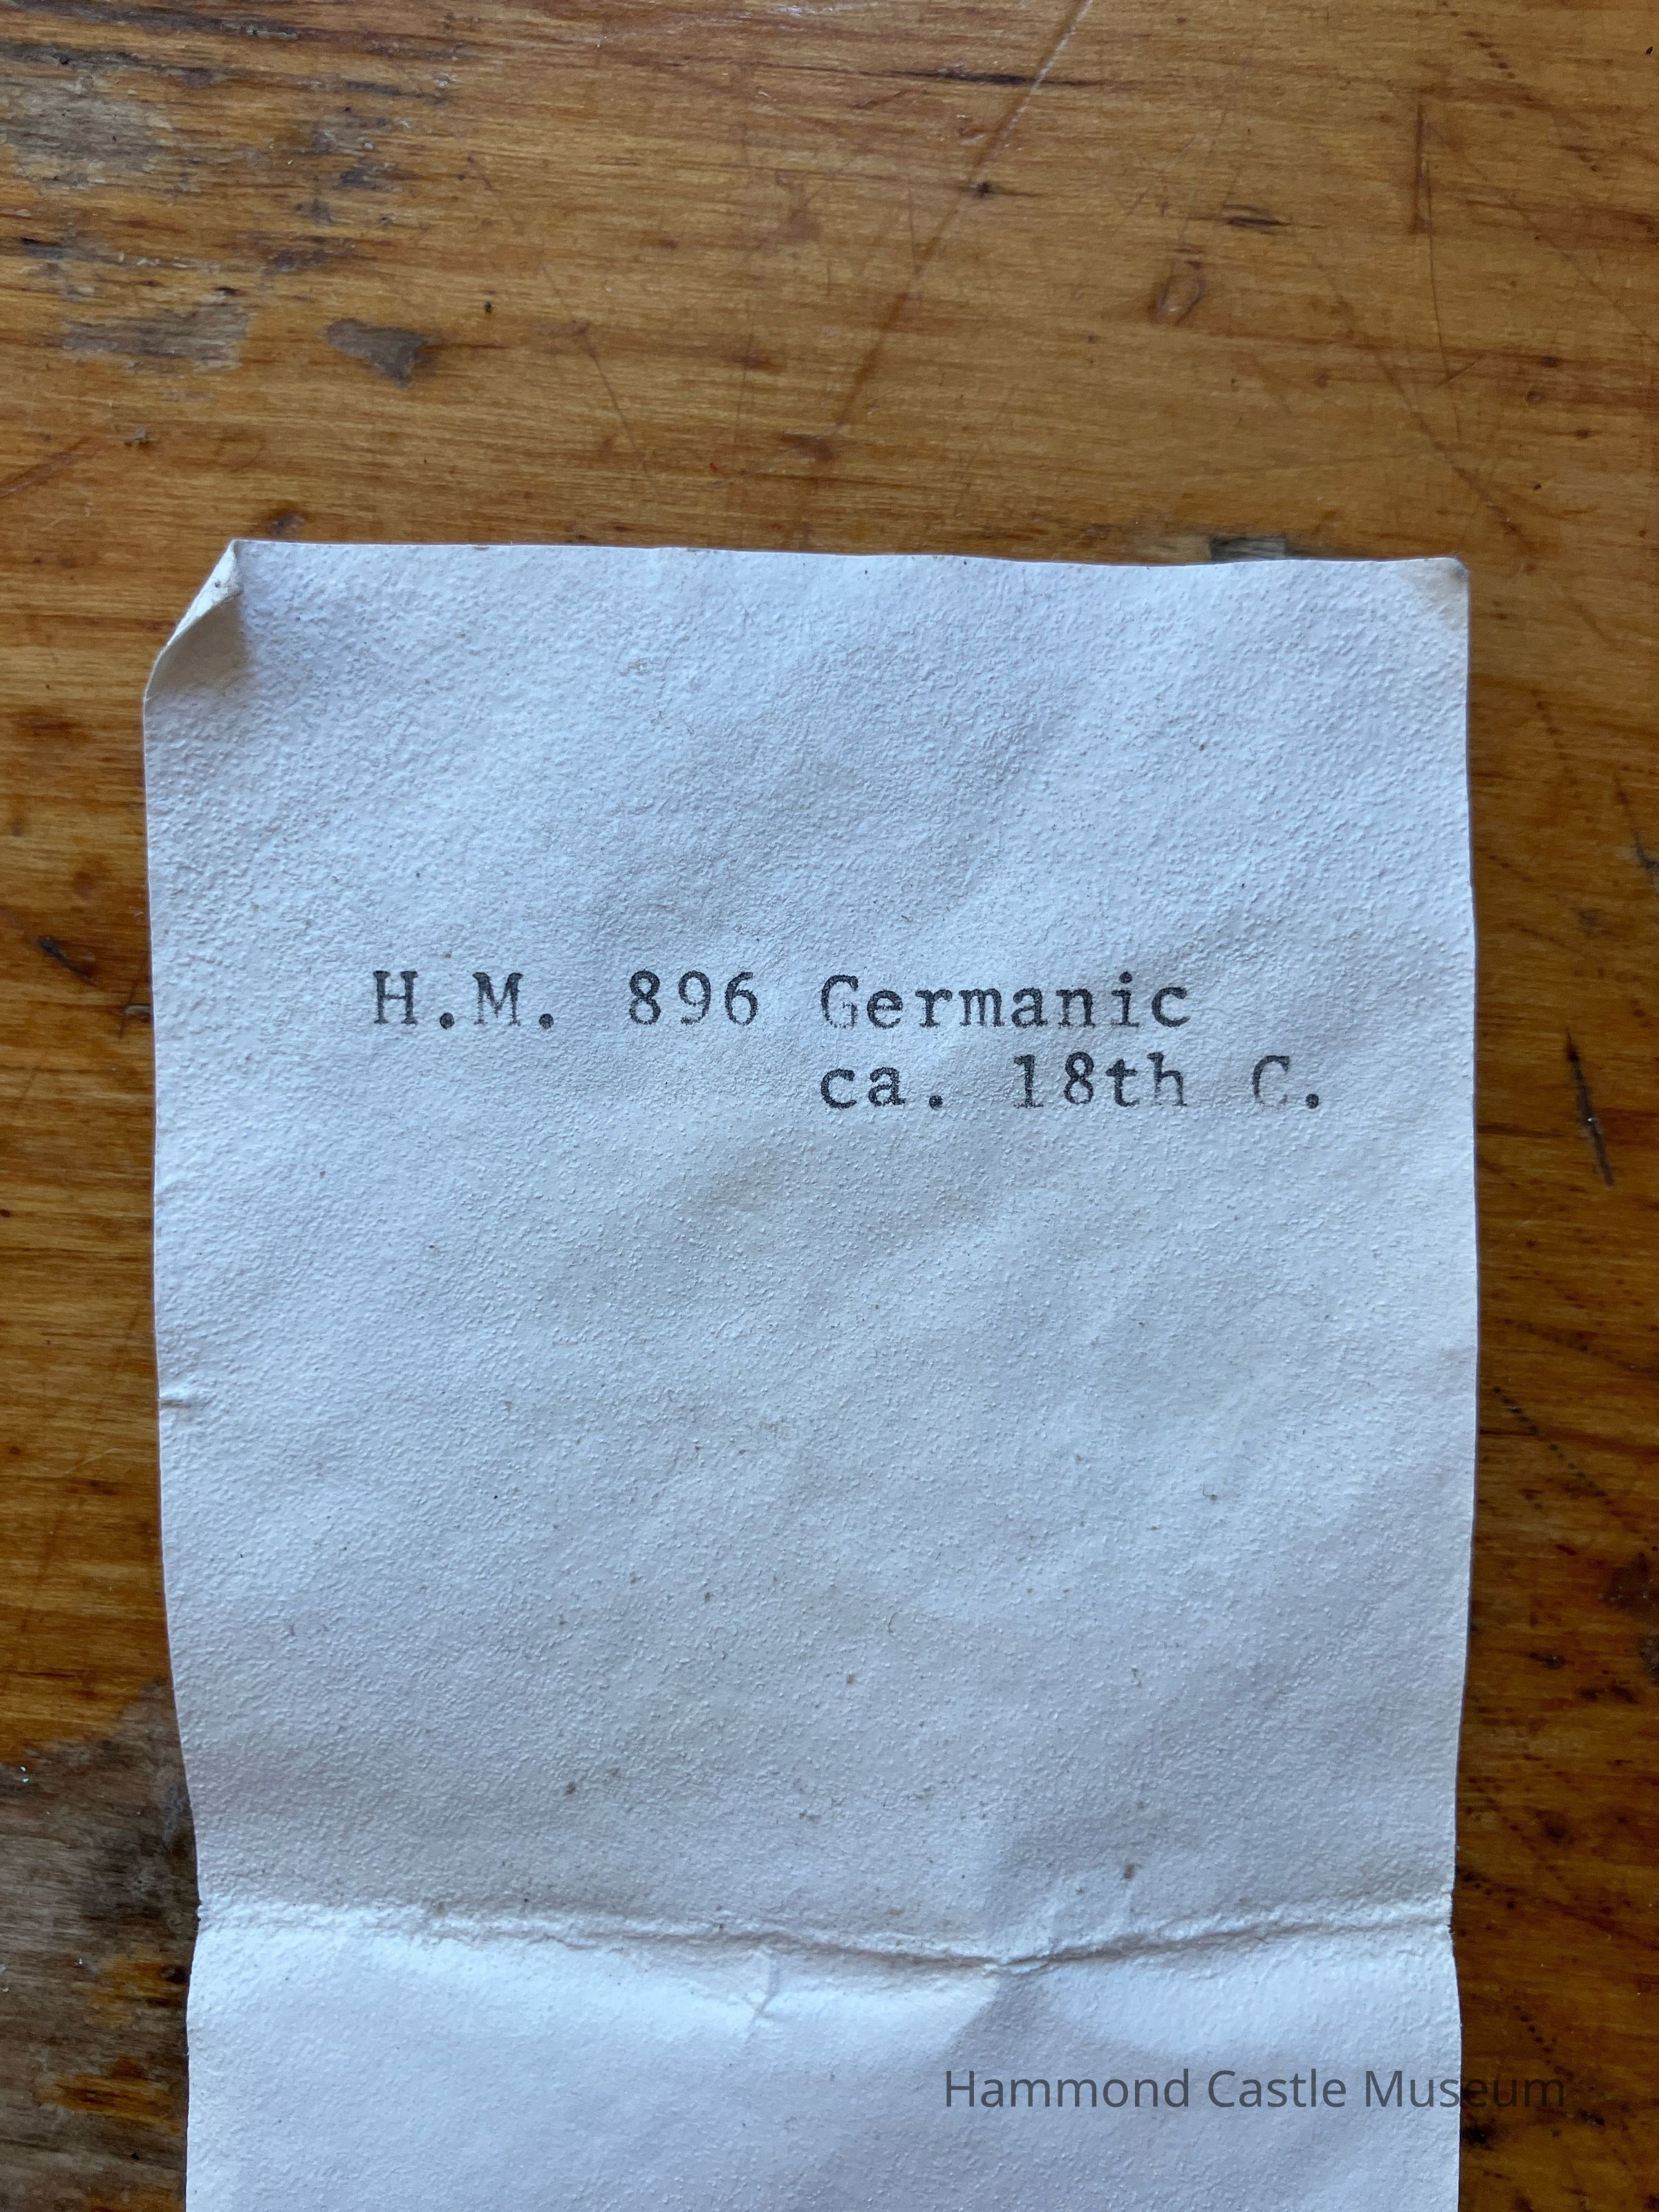 H.M. 896 Germanic
ca. 18th C.
Hammond Castle Museum